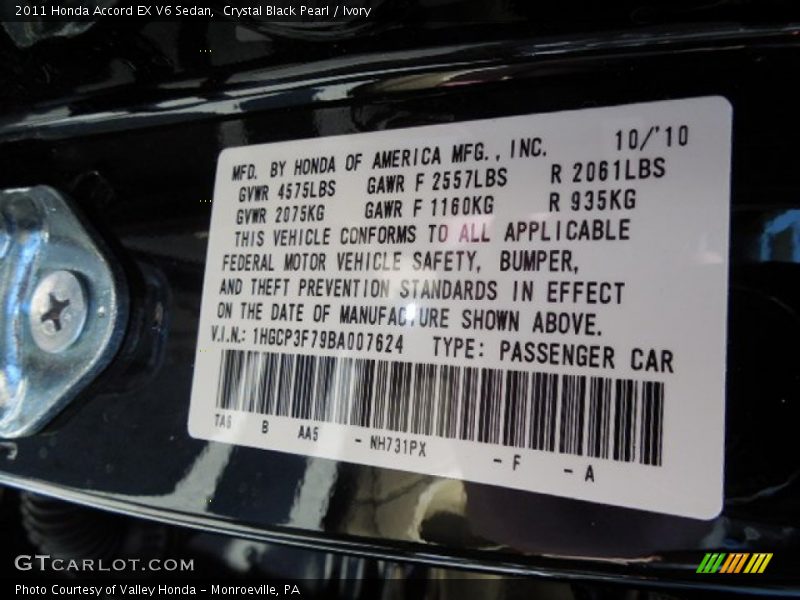 2011 Honda Accord EX V6 Sedan,  Crystal Black Pearl / Ivory
MFD. BY HONDA OF AMERICA MFG., INC. 10/'10
GVWR 4575LBS GAWR F 2557LBS R 2061LBS
GVWR 2075KG GAWR F 1160KG R 935KG
THIS VEHICLE CONFORMS TO ALL APPLICABLE
FEDERAL MOTOR VEHICLE SAFETY, BUMPER,
AND THEFT PREVENTION STANDARDS IN EFFECT
ON THE DATE OF MANUFACTURE SHOWN ABOVE.
V.I.N.: 1HGCP3F79BA007624 TYPE: PASSENGER CAR
TA6 B AA5 - NH731PX - F - A
GTCARLOT.COM
Photo Courtesy of Valley Honda - Monroeville, PA